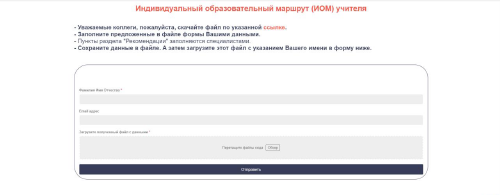 Индивидуальный образовательный маршрут (ИОМ) учителя
- Уважаемые коллеги, пожалуйста, скачайте файл по указанной ссылке.
- Заполните предложенные в файле формы Вашими данными.
- Пункты раздела "Рекомендации" заполняются специалистами.
- Сохраните данные в файле. А затем загрузите этот файл с указанием Вашего имени в форму ниже.
Фамилия Имя Отчество *
Email адрес
Загрузите заполненный файл с данными *
Перетащите файлы сюда Обзор
Отправить